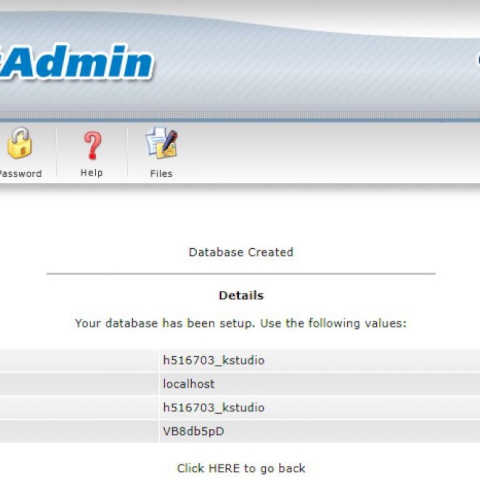 Admin
Password
Help
Files
Database Created
Details
Your database has been setup. Use the following values:
h516703_kstudio
localhost
h516703_kstudio
VB8db5pD
Click HERE to go back